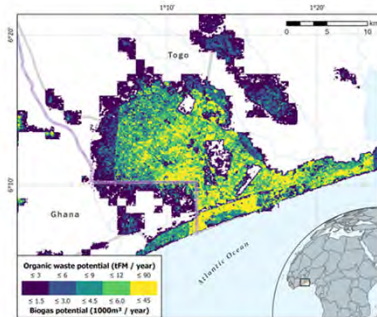 1°10'
1°20'
6°20'
0
10
km
Togo
6°10'
Ghana
Atlantic Ocean
Organic waste potential (tFM / year)
≤ 3 ≤ 6 ≤ 9 ≤ 12 ≤ 90
≤ 1.5 ≤ 3.0 ≤ 4.5 ≤ 6.0 ≤ 45
Biogas potential (1000m³ / year)